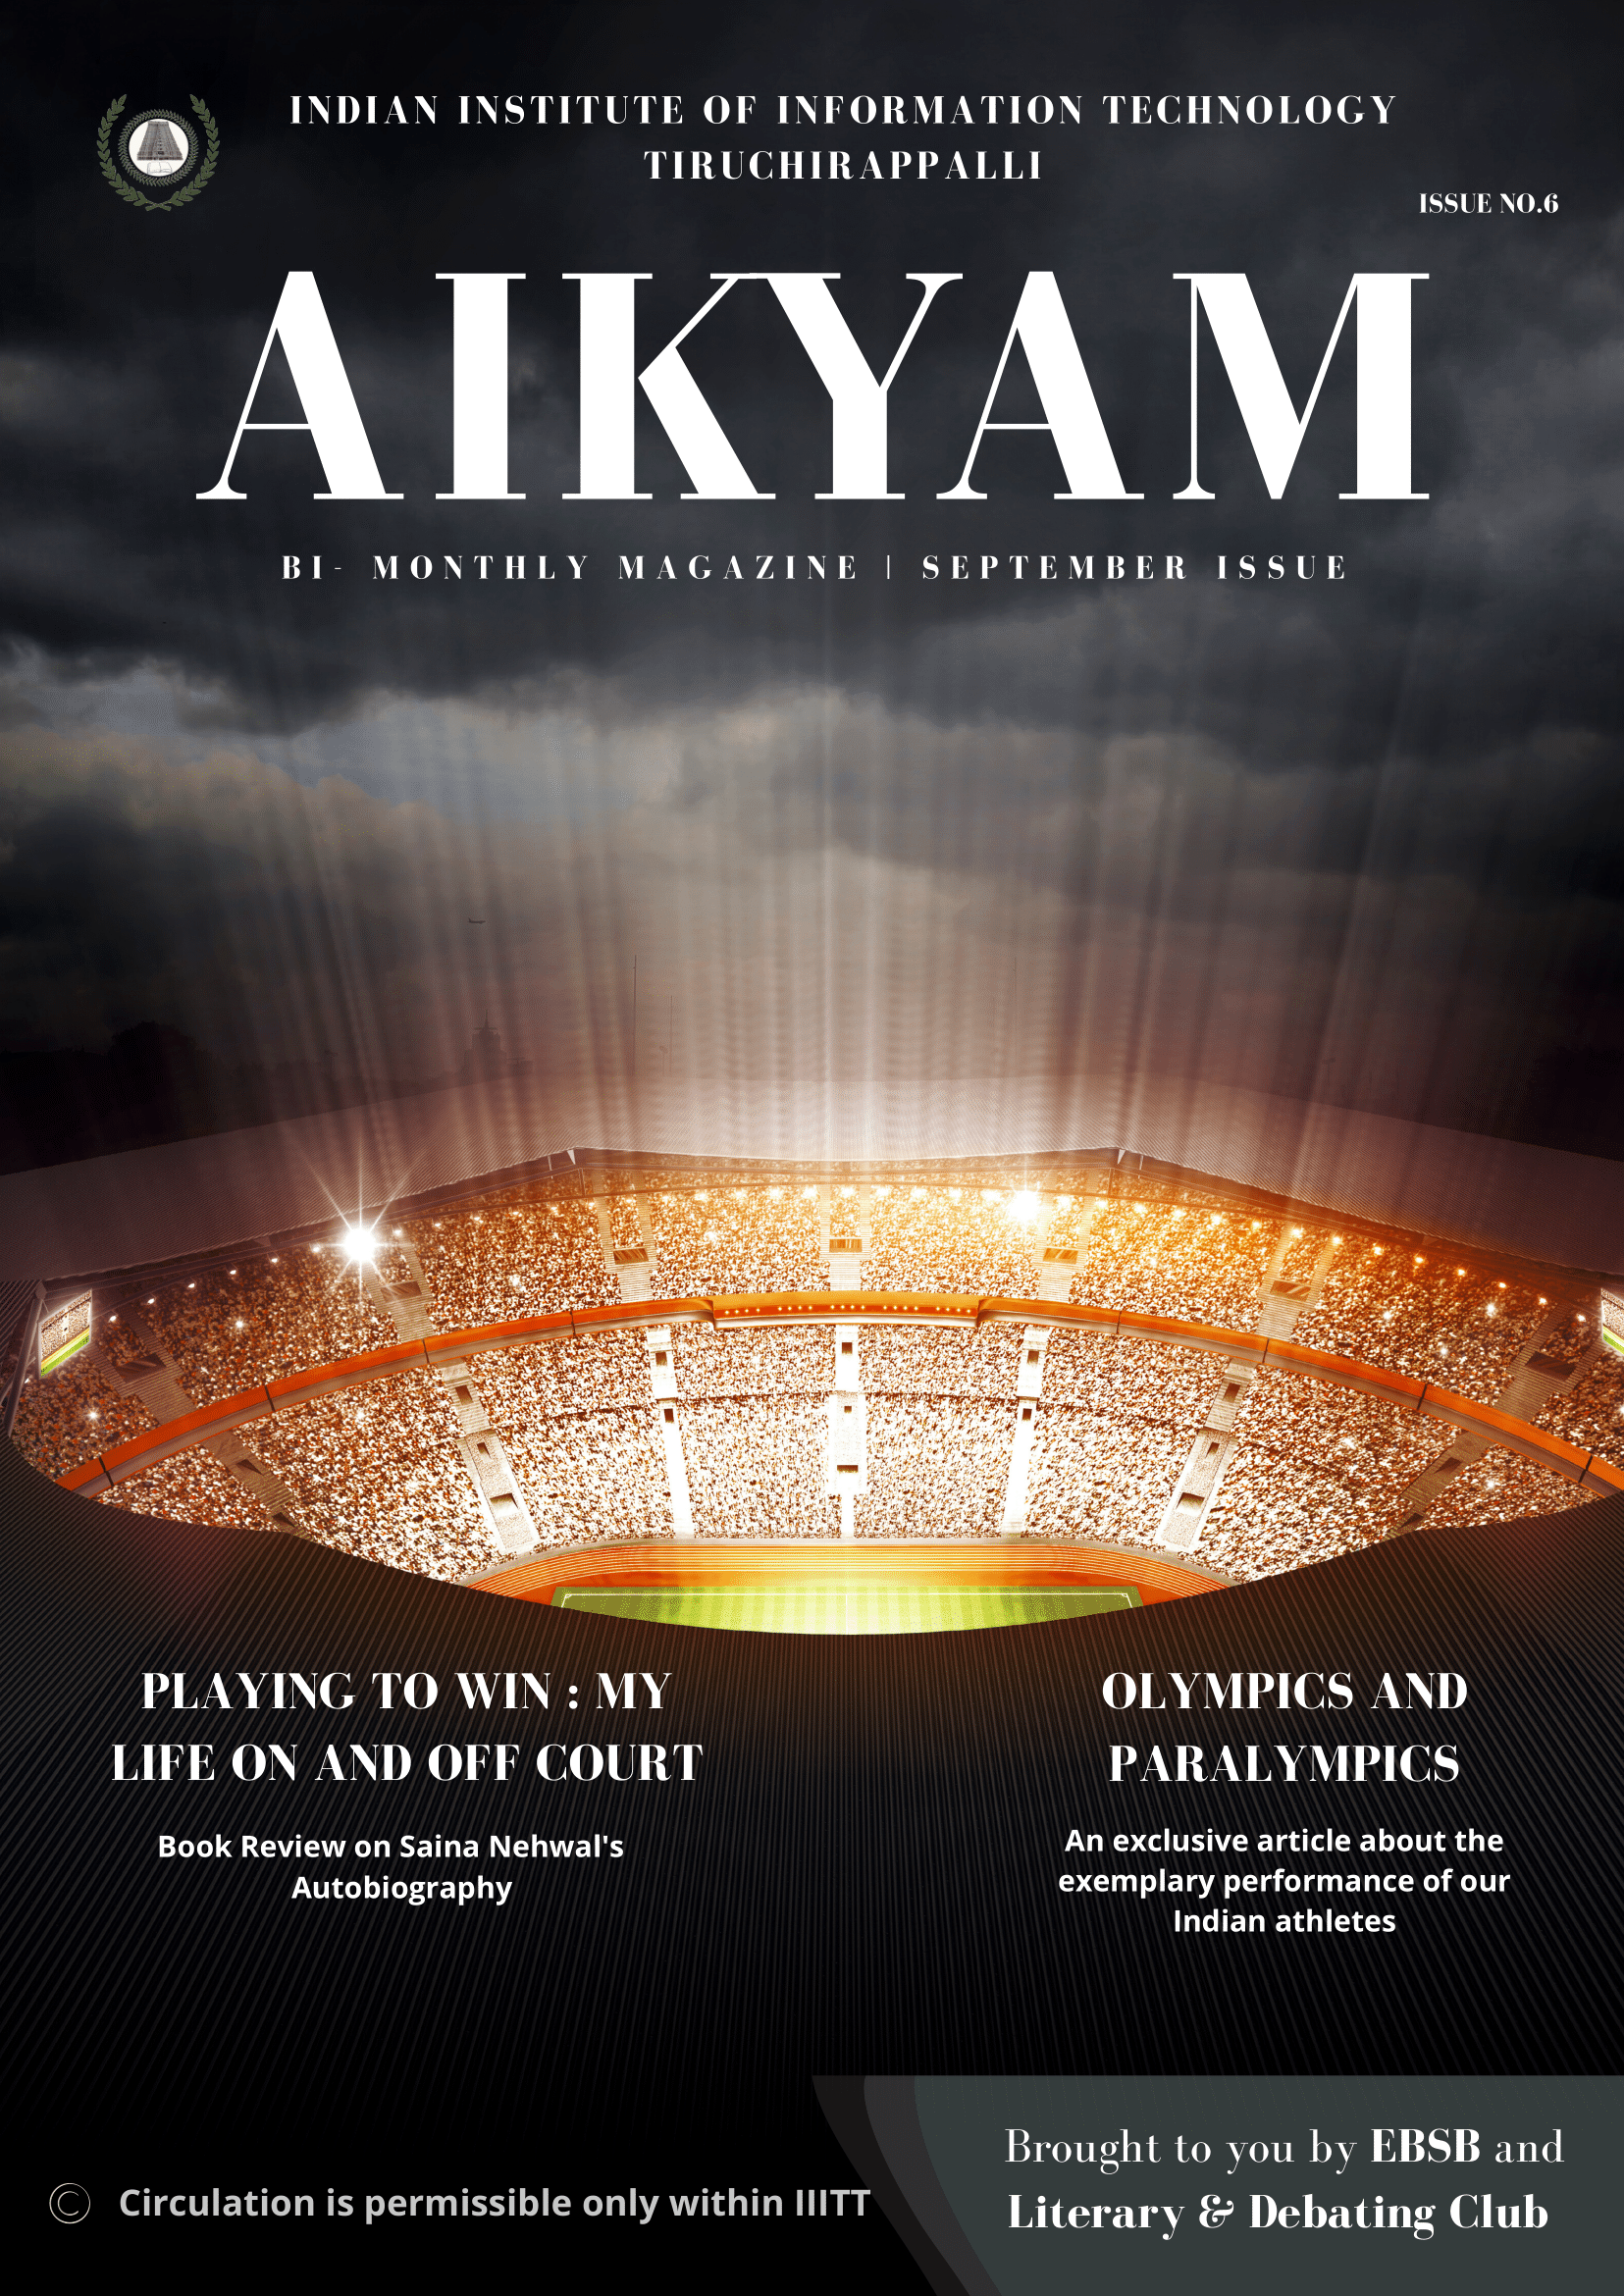 INDIAN INSTITUTE OF INFORMATION TECHNOLOGY
TIRUCHIRAPPALLI
ISSUE NO.6
AIKYAM
BI- MONTHLY MAGAZINE | SEPTEMBER ISSUE
PLAYING TO WIN : MY
LIFE ON AND OFF COURT
Book Review on Saina Nehwal's
Autobiography
OLYMPICS AND
PARALYMPICS
An exclusive article about the
exemplary performance of our
Indian athletes
© Circulation is permissible only within IIITT
Brought to you by EBSB and
Literary & Debating Club